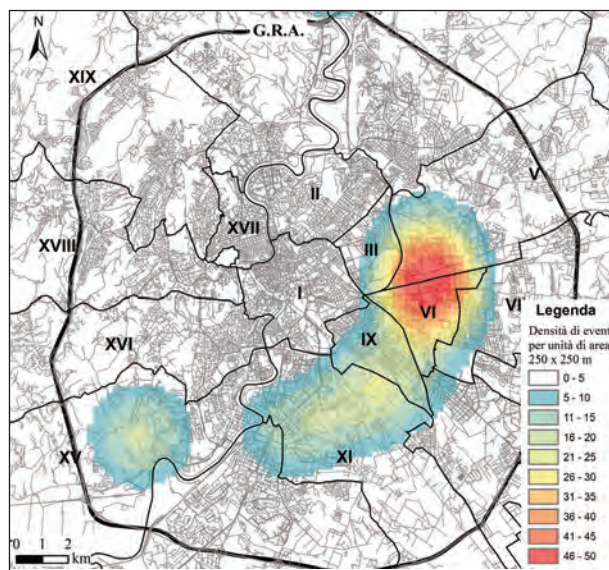 N
G.R.A.
XIX
V
II
XVII
III
XVIII
I
VI
VI
IX
XVI
XV
XI
0 1 2
km
Legenda
Densità di event
per unità di area
250 x 250 m
0 - 5
5 - 10
11 - 15
16 - 20
21 - 25
26 - 30
31 - 35
36 - 40
41 - 45
46 - 50